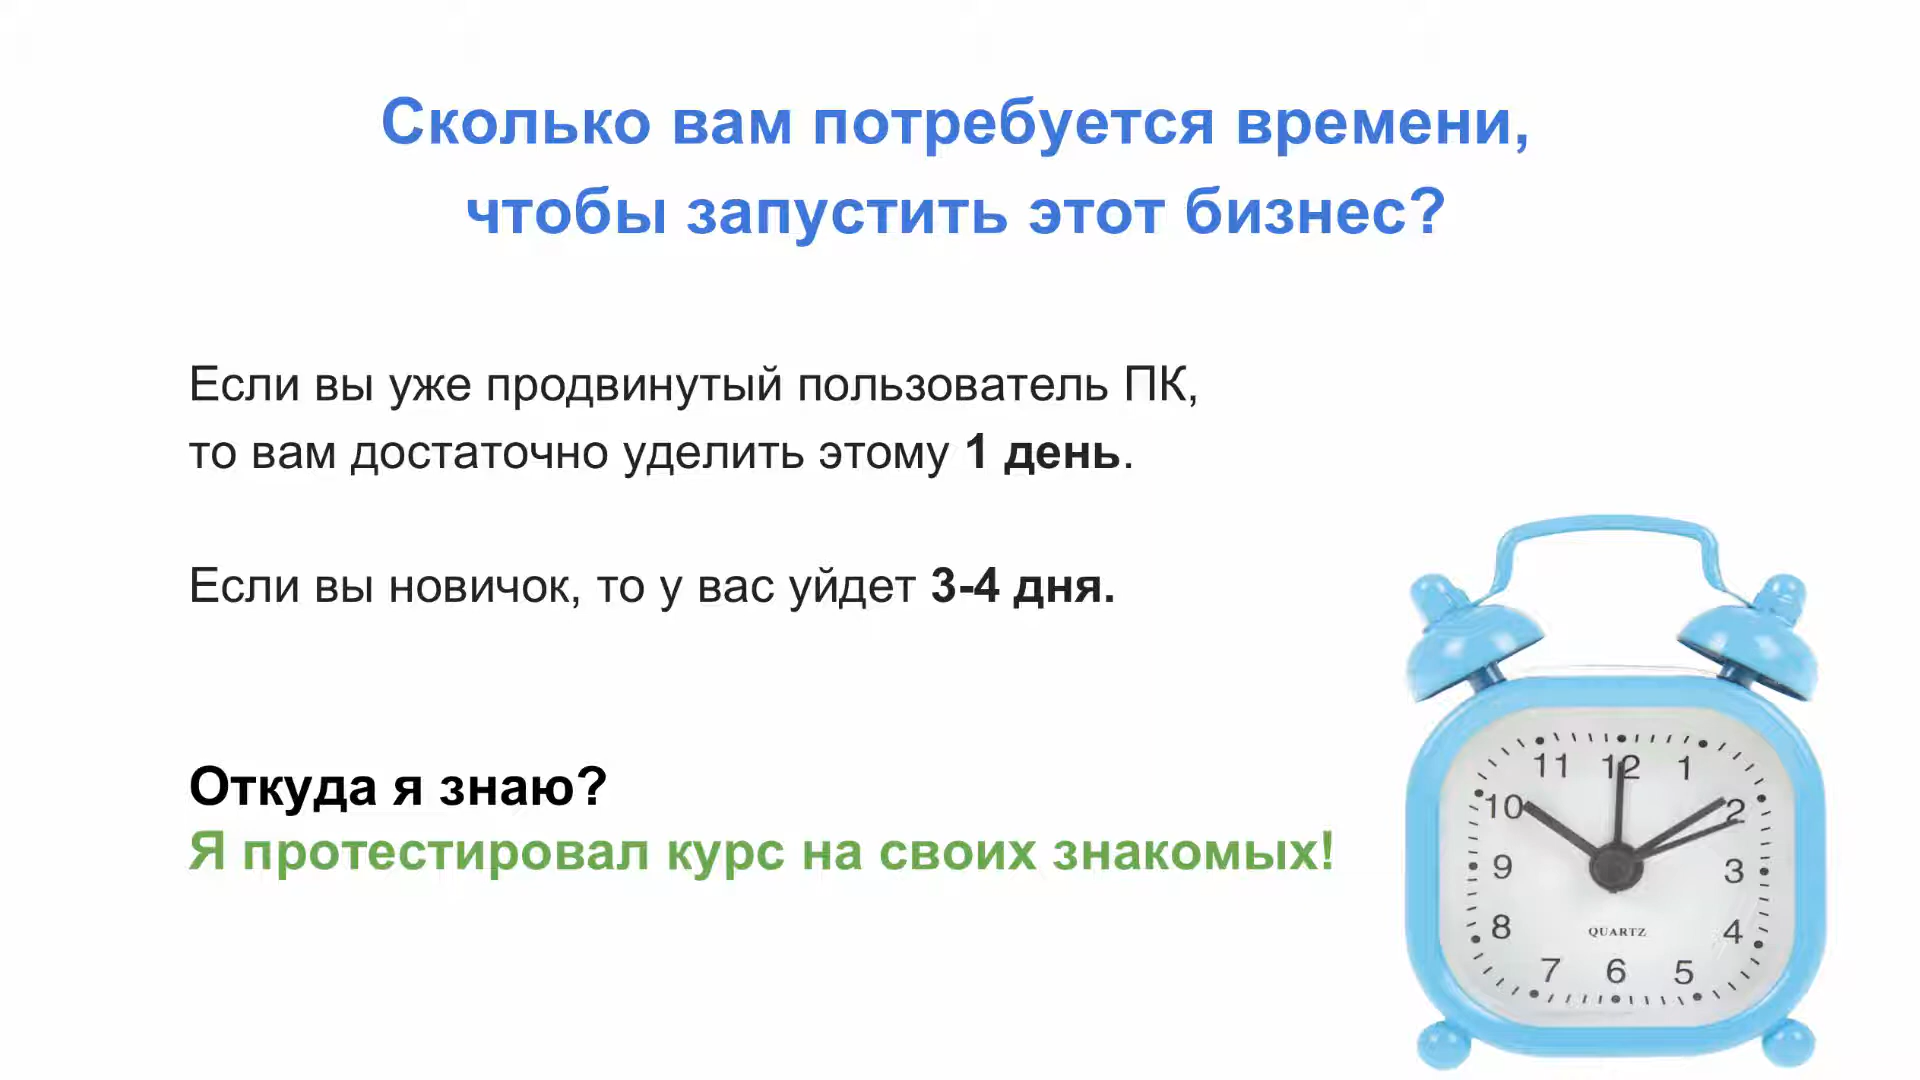 Сколько вам потребуется времени,
чтобы запустить этот бизнес?
Если вы уже продвинутый пользователь ПК,
то вам достаточно уделить этому 1 день.
Если вы новичок, то у вас уйдет 3-4 дня.
Откуда я знаю?
Я протестировал курс на своих знакомых!
11 12 1
10 2
9 3
8 4
QUARTZ
7 6 5